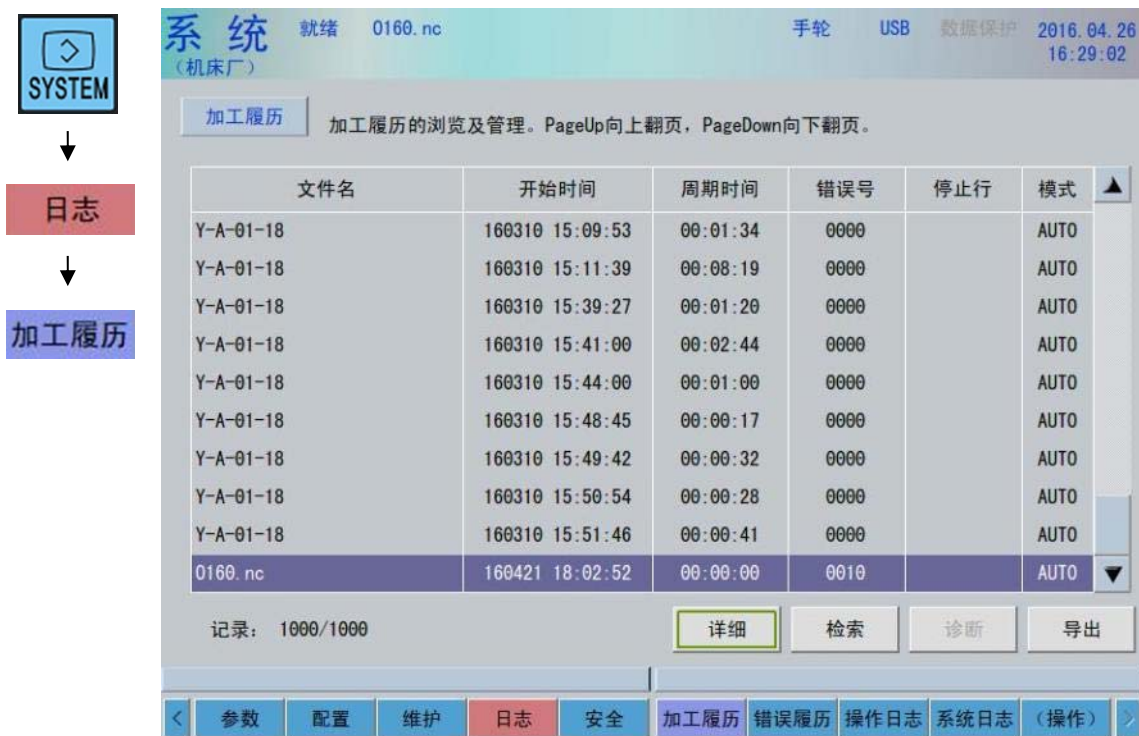 SYSTEM
日志
加工履历
系统 就绪 O160.nc 手轮 USB 数据保护 2016.04.26
(机床厂) 16:29:02
加工履历 加工履历的浏览及管理。PageUp向上翻页，PageDown向下翻页。
文件名 开始时间 周期时间 错误号 停止行 模式
Y-A-01-18 160310 15:09:53 00:01:34 0000 AUTO
Y-A-01-18 160310 15:11:39 00:08:19 0000 AUTO
Y-A-01-18 160310 15:39:27 00:01:20 0000 AUTO
Y-A-01-18 160310 15:41:00 00:02:44 0000 AUTO
Y-A-01-18 160310 15:44:00 00:01:00 0000 AUTO
Y-A-01-18 160310 15:48:45 00:00:17 0000 AUTO
Y-A-01-18 160310 15:49:42 00:00:32 0000 AUTO
Y-A-01-18 160310 15:50:54 00:00:28 0000 AUTO
Y-A-01-18 160310 15:51:46 00:00:41 0000 AUTO
O160.nc 160421 18:02:52 00:00:00 0010 AUTO
记录： 1000/1000 详细 检索 诊断 导出
< 参数 配置 维护 日志 安全 加工履历 错误履历 操作日志 系统日志 (操作) >